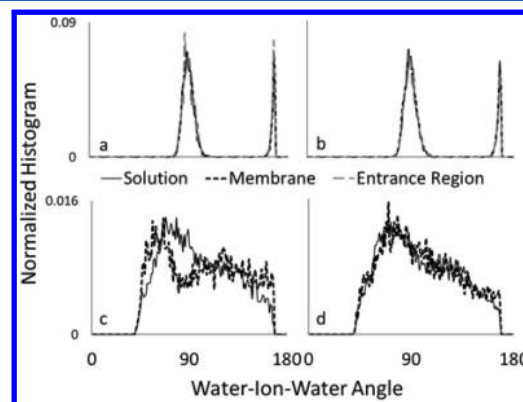 0.09
Normalized Histogram
a
b
0
Solution Membrane Entrance Region
0.016
c
d
0
0 90 180 90 180
Water-Ion-Water Angle